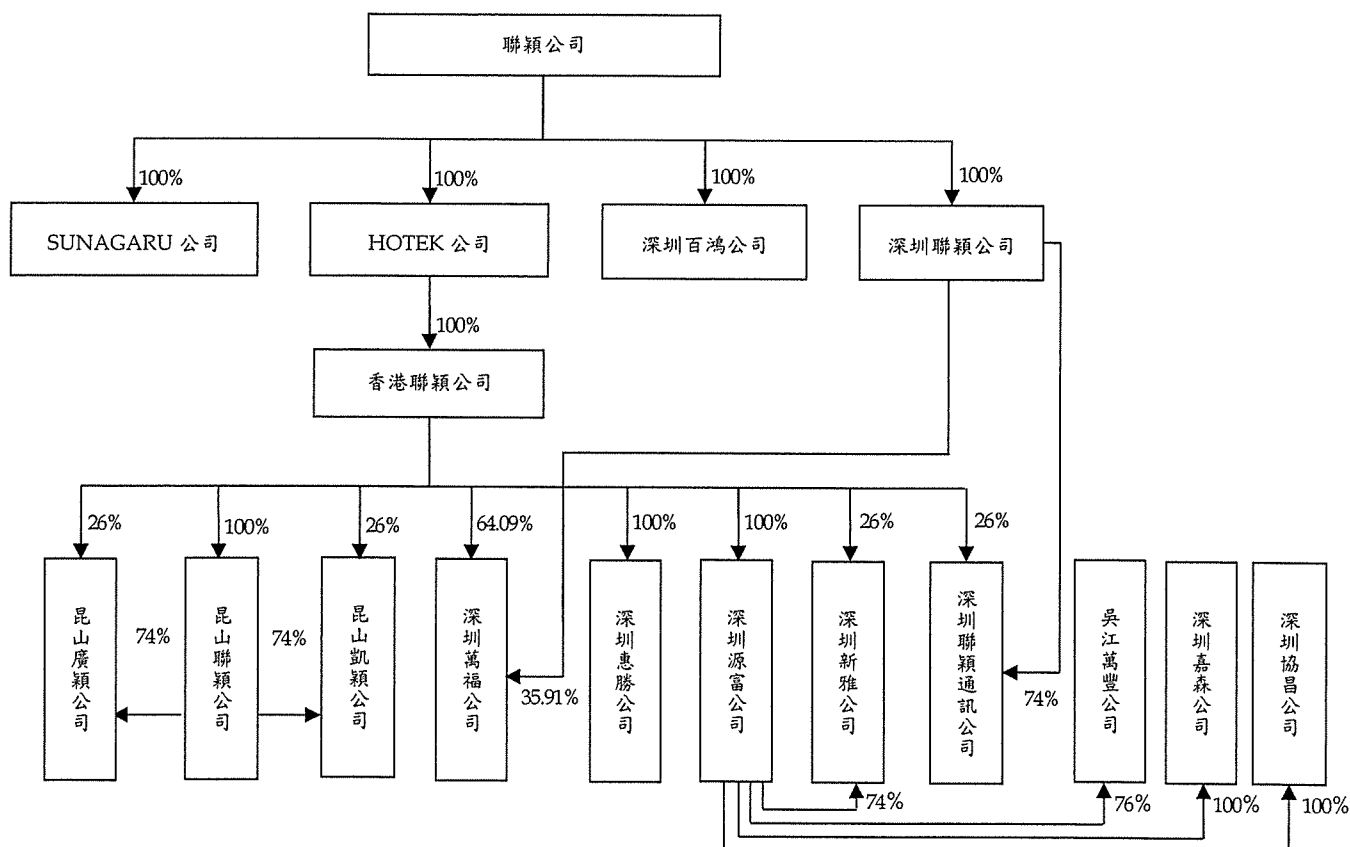 聯穎公司
100%
100%
100%
100%
SUNAGARU 公司
HOTEK 公司
深圳百鴻公司
深圳聯穎公司
100%
香港聯穎公司
26%
100%
26%
64.09%
100%
100%
26%
26%
昆山廣穎公司
74%
昆山聯穎公司
74%
昆山凱穎公司
深圳萬福公司
35.91%
深圳惠勝公司
深圳源富公司
深圳新雅公司
深圳聯穎通訊公司
74%
吳江萬豐公司
深圳嘉森公司
深圳協昌公司
74%
76%
100%
100%